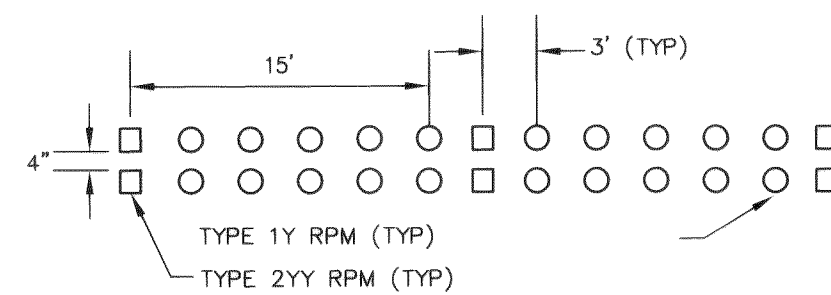 15'
3' (TYP)
4"
TYPE 1Y RPM (TYP)
TYPE 2YY RPM (TYP)